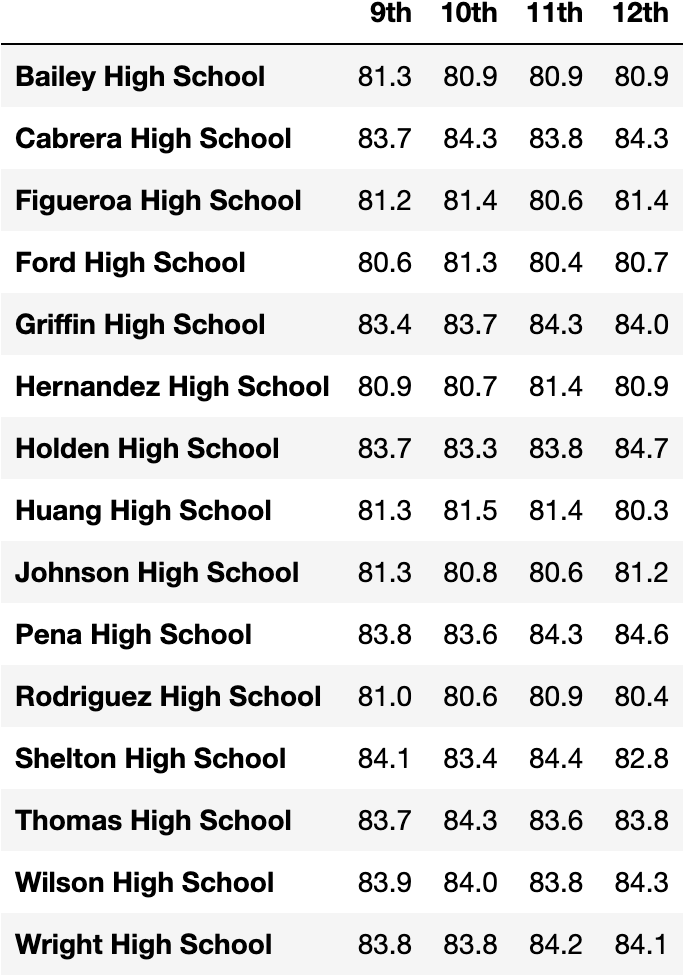 9th 10th 11th 12th
Bailey High School 81.3 80.9 80.9 80.9
Cabrera High School 83.7 84.3 83.8 84.3
Figueroa High School 81.2 81.4 80.6 81.4
Ford High School 80.6 81.3 80.4 80.7
Griffin High School 83.4 83.7 84.3 84.0
Hernandez High School 80.9 80.7 81.4 80.9
Holden High School 83.7 83.3 83.8 84.7
Huang High School 81.3 81.5 81.4 80.3
Johnson High School 81.3 80.8 80.6 81.2
Pena High School 83.8 83.6 84.3 84.6
Rodriguez High School 81.0 80.6 80.9 80.4
Shelton High School 84.1 83.4 84.4 82.8
Thomas High School 83.7 84.3 83.6 83.8
Wilson High School 83.9 84.0 83.8 84.3
Wright High School 83.8 83.8 84.2 84.1